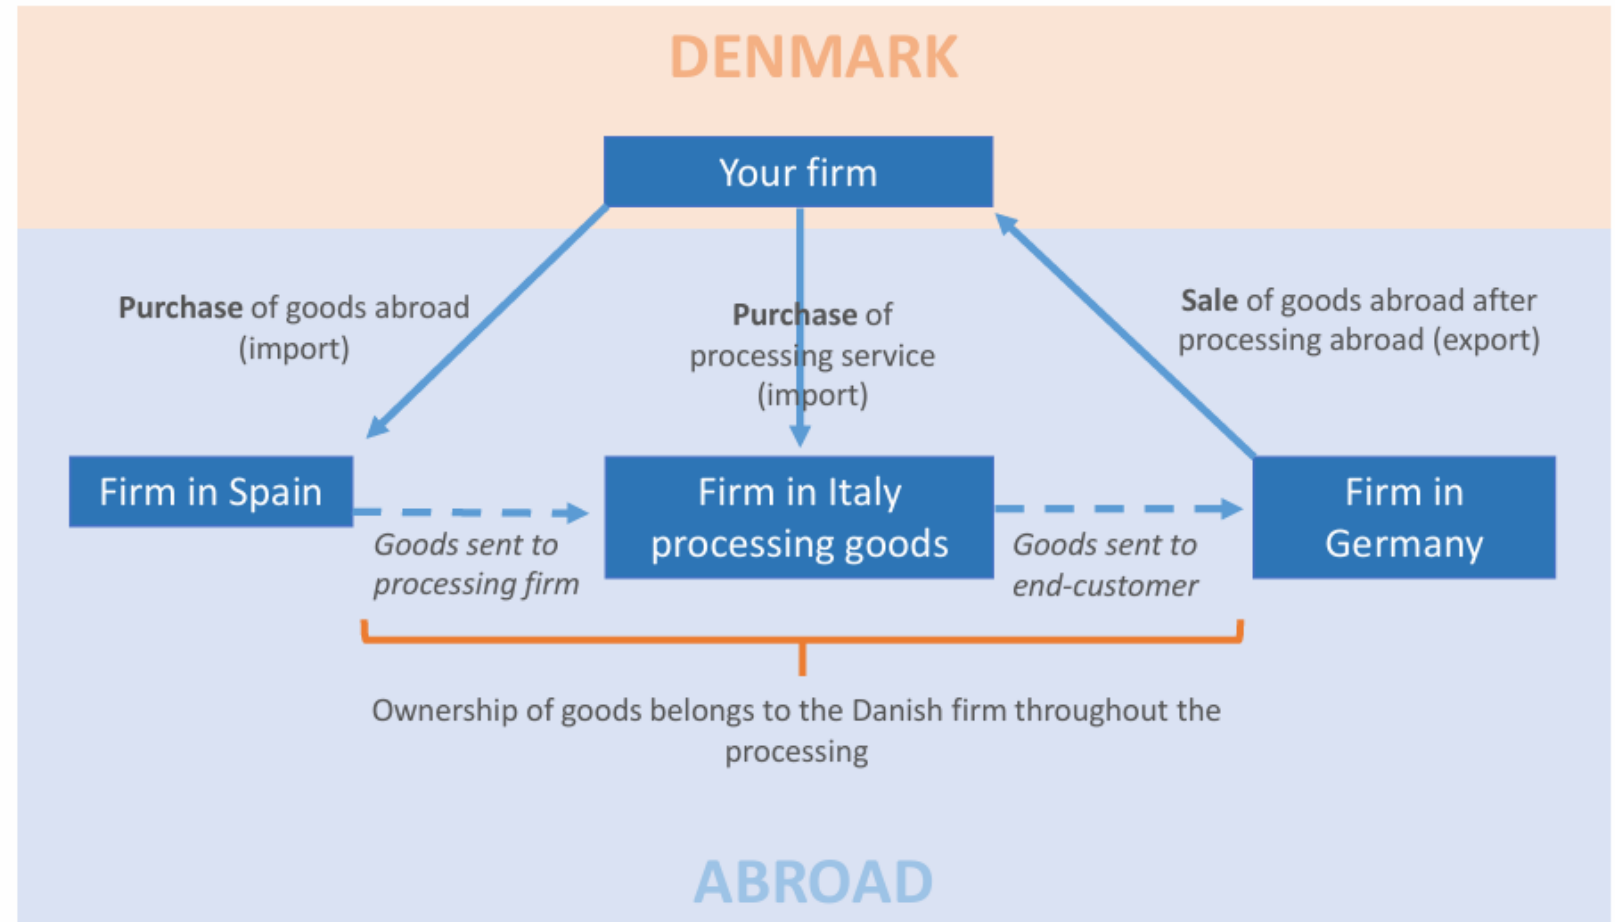 DENMARK
Your firm
Purchase of goods abroad
(import)
Purchase of
processing service
(import)
Sale of goods abroad after
processing abroad (export)
Firm in Spain
Goods sent to
processing firm
Firm in Italy
processing goods
Goods sent to
end-customer
Firm in
Germany
Ownership of goods belongs to the Danish firm throughout the
processing
ABROAD